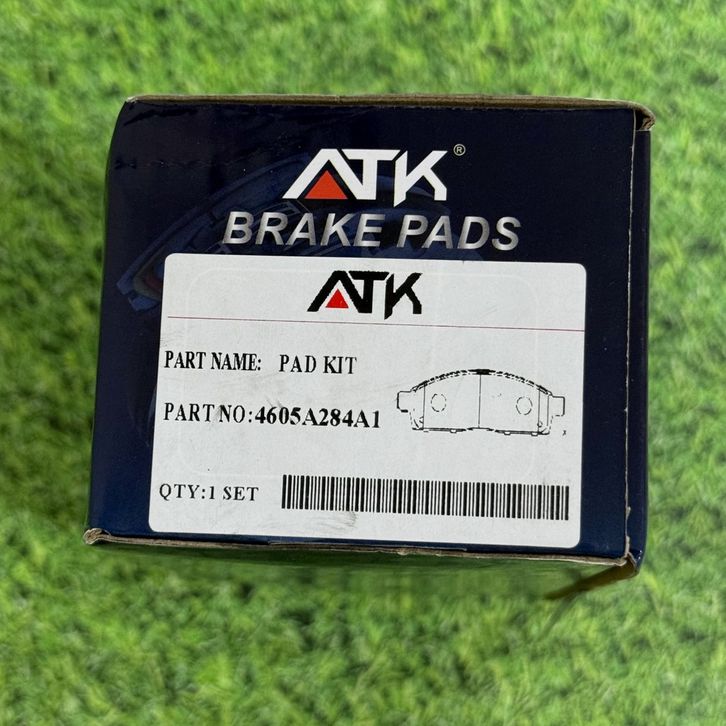 ATK®
BRAKE PADS
ATK
PART NAME: PAD KIT
PART NO:4605A284A1
QTY:1 SET